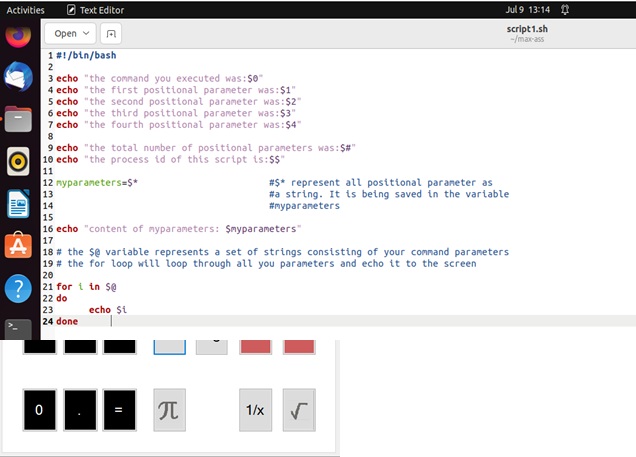 Activities Text Editor Jul 9 13:14
Open script1.sh
~/max-ass
1 #!/bin/bash
2
3 echo "the command you executed was:$0"
4 echo "the first positional parameter was:$1"
5 echo "the second positional parameter was:$2"
6 echo "the third positional parameter was:$3"
7 echo "the fourth positional parameter was:$4"
8
9 echo "the total number of positional parameters was:$#"
10 echo "the process id of this script is:$$"
11
12 myparameters=$* #$* represent all positional parameter as
13 #a string. It is being saved in the variable
14 #myparameters
15
16 echo "content of myparameters: $myparameters"
17
18 # the $@ variable represents a set of strings consisting of your command parameters
19 # the for loop will loop through all you parameters and echo it to the screen
20
21 for i in $@
22 do
23 echo $i
24 done
0 . = π 1/x √